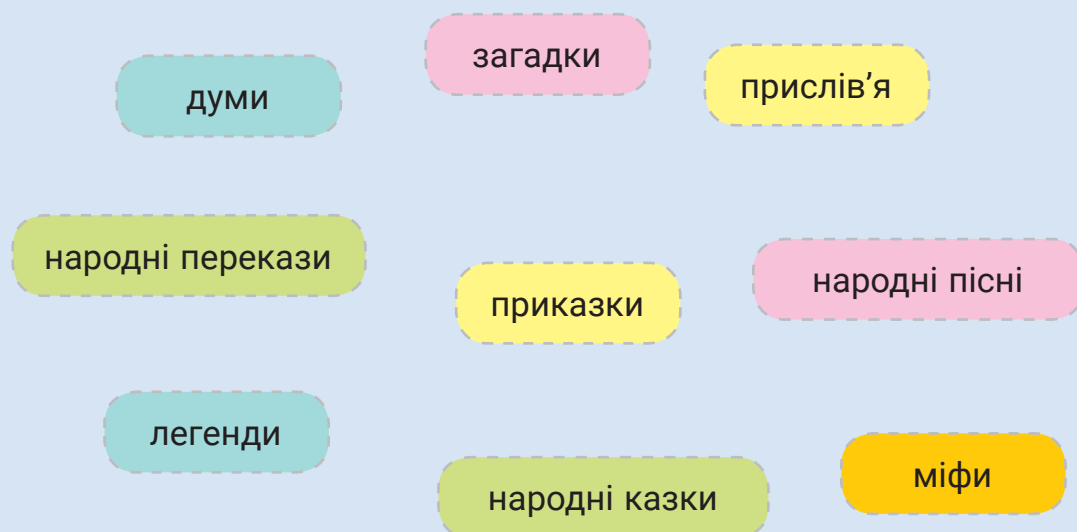 загадки
думи
прислів’я
народні перекази
народні пісні
приказки
легенди
міфи
народні казки